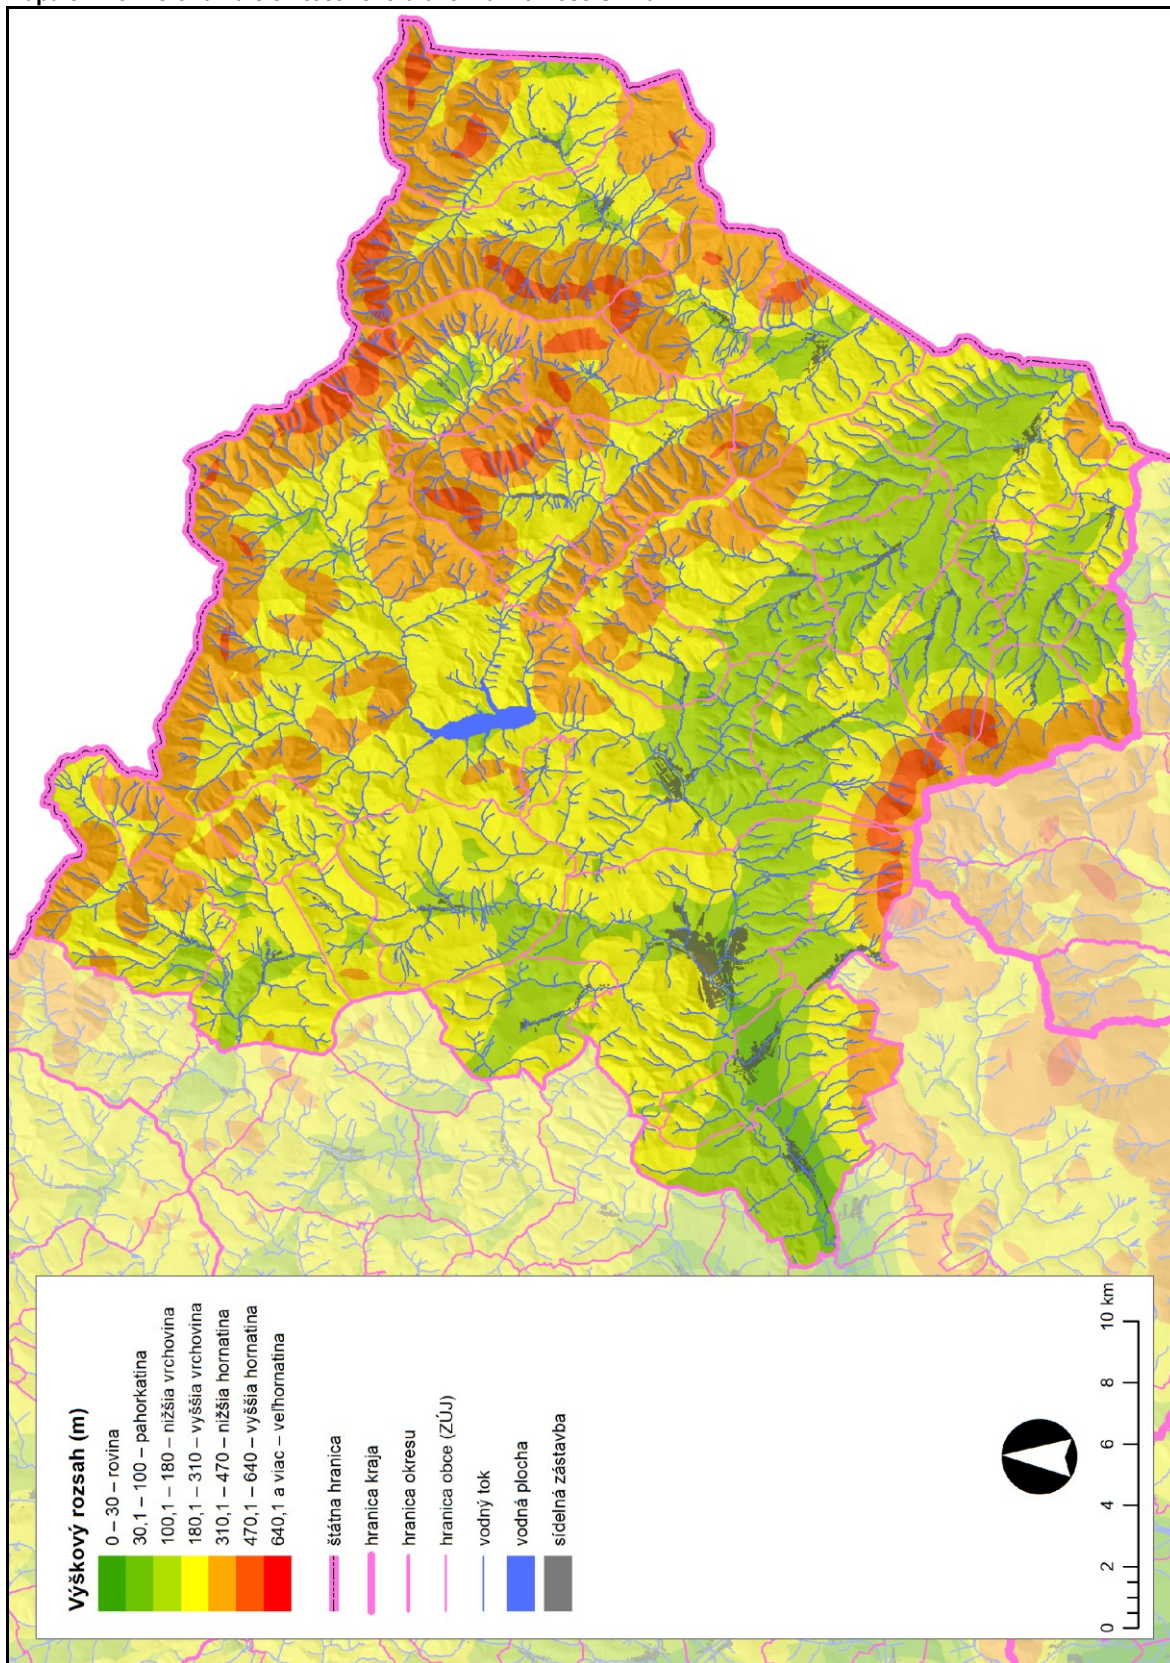 Výškový rozsah (m)
0 – 30 – rovina
30,1 – 100 – pahorkatina
100,1 – 180 – nižšia vrchovina
180,1 – 310 – vyššia vrchovina
310,1 – 470 – nižšia hornatina
470,1 – 640 – vyššia hornatina
640,1 a viac – veľhornatina
štátna hranica
hranica kraja
hranica okresu
hranica obce (ZÚJ)
vodný tok
vodná plocha
sídelná zástavba
0 2 4 6 8 10 km